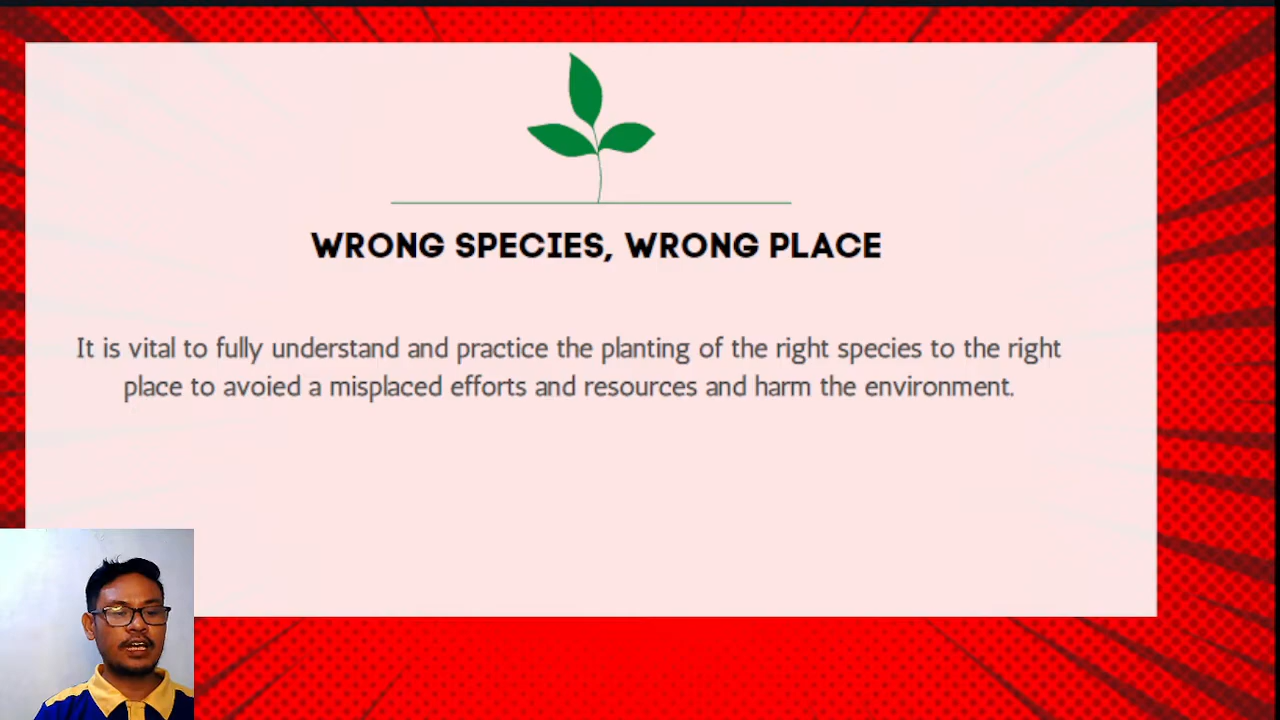 WRONG SPECIES, WRONG PLACE
It is vital to fully understand and practice the planting of the right species to the right
place to avoied a misplaced efforts and resources and harm the environment.